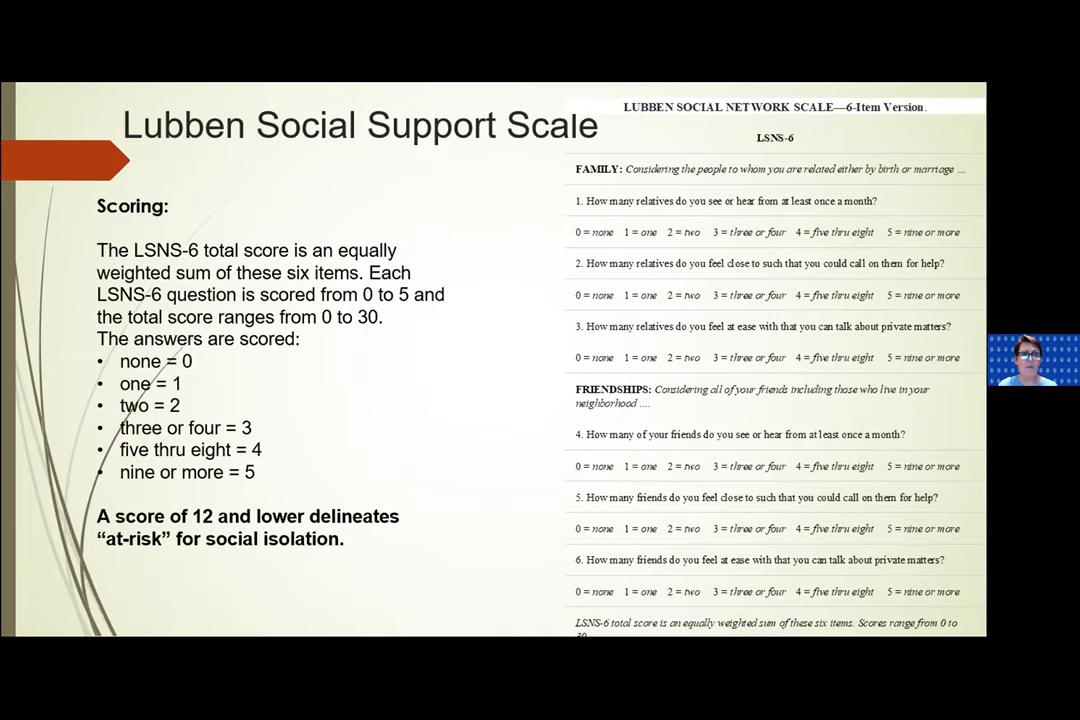 Lubben Social Support Scale
Scoring:
The LSNS-6 total score is an equally
weighted sum of these six items. Each
LSNS-6 question is scored from 0 to 5 and
the total score ranges from 0 to 30.
The answers are scored:
• none = 0
• one = 1
• two = 2
• three or four = 3
• five thru eight = 4
• nine or more = 5
A score of 12 and lower delineates
“at-risk” for social isolation.
LUBBEN SOCIAL NETWORK SCALE—6-Item Version.
LSNS-6
FAMILY: Considering the people to whom you are related either by birth or marriage ...
1. How many relatives do you see or hear from at least once a month?
0 = none 1 = one 2 = two 3 = three or four 4 = five thru eight 5 = nine or more
2. How many relatives do you feel close to such that you could call on them for help?
0 = none 1 = one 2 = two 3 = three or four 4 = five thru eight 5 = nine or more
3. How many relatives do you feel at ease with that you can talk about private matters?
0 = none 1 = one 2 = two 3 = three or four 4 = five thru eight 5 = nine or more
FRIENDSHIPS: Considering all of your friends including those who live in your
neighborhood ....
4. How many of your friends do you see or hear from at least once a month?
0 = none 1 = one 2 = two 3 = three or four 4 = five thru eight 5 = nine or more
5. How many friends do you feel close to such that you could call on them for help?
0 = none 1 = one 2 = two 3 = three or four 4 = five thru eight 5 = nine or more
6. How many friends do you feel at ease with that you can talk about private matters?
0 = none 1 = one 2 = two 3 = three or four 4 = five thru eight 5 = nine or more
LSNS-6 total score is an equally weighted sum of these six items. Scores range from 0 to